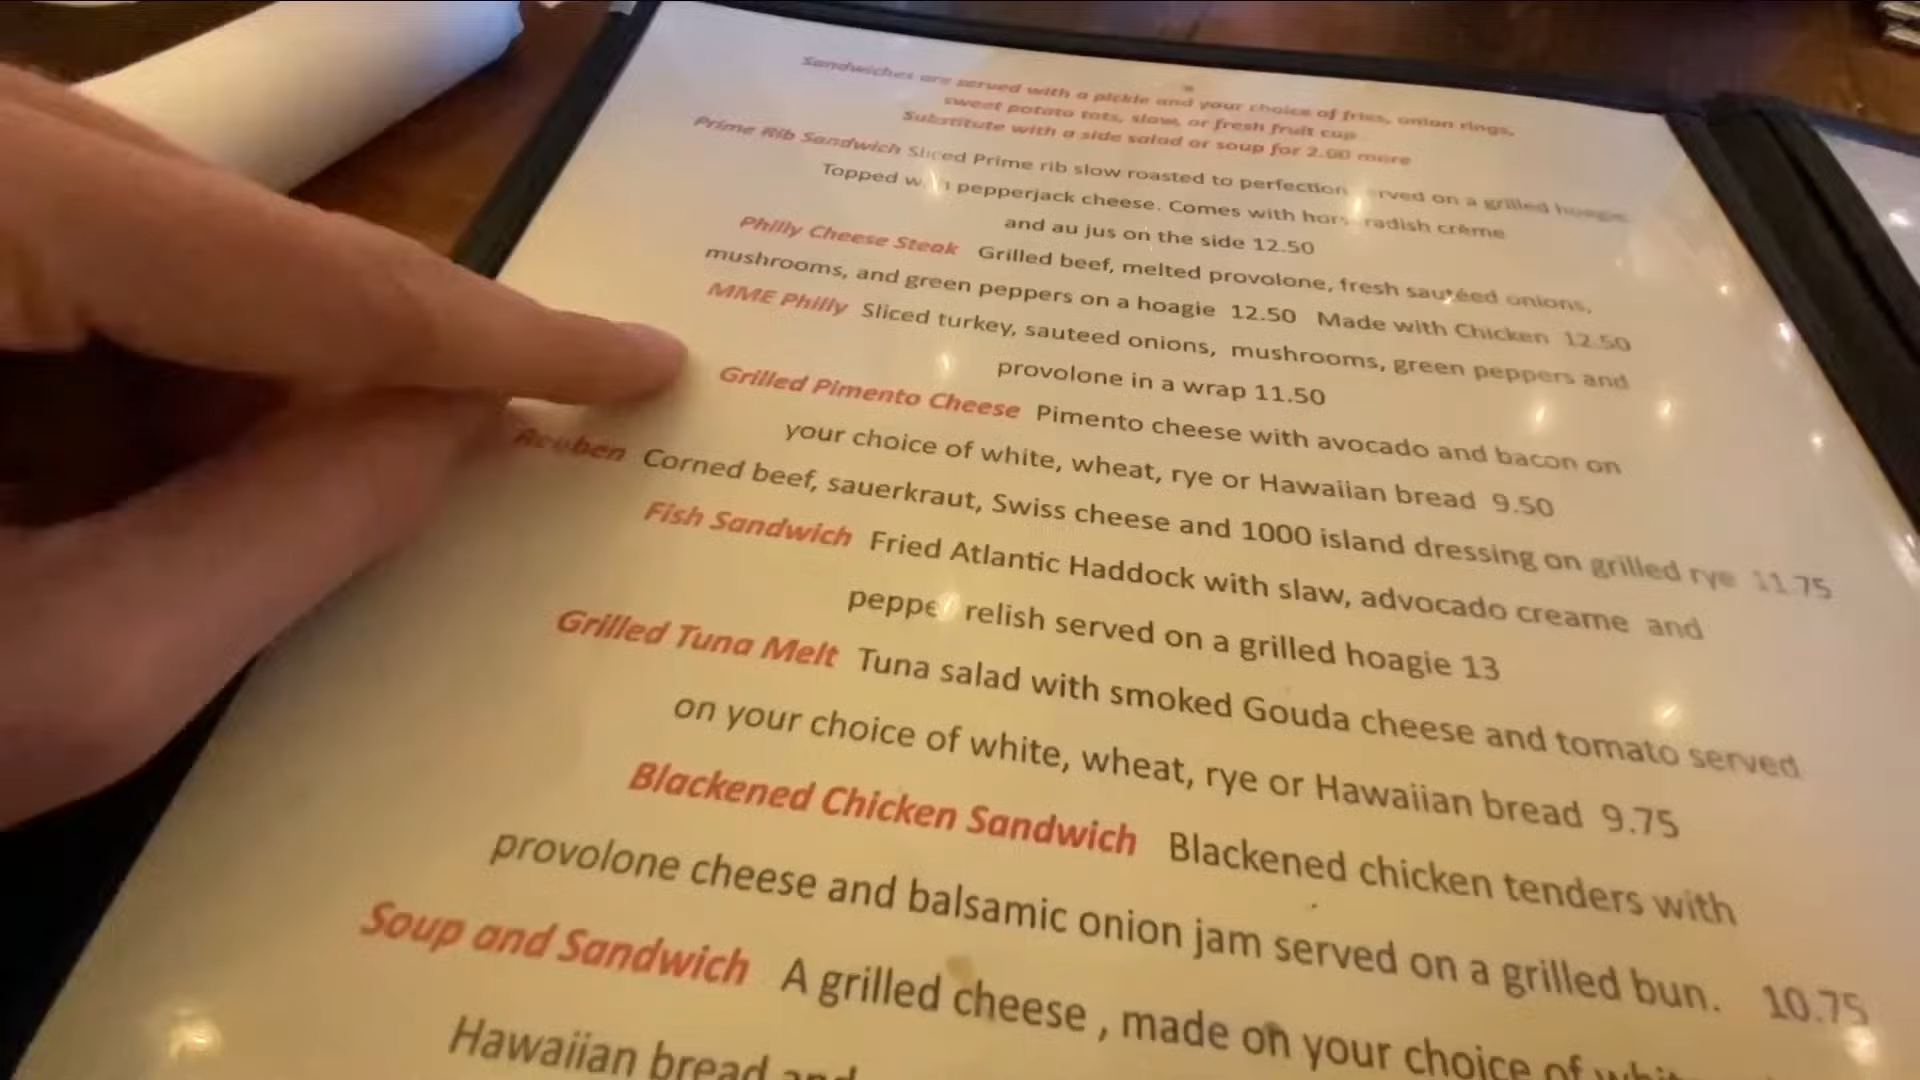 Sandwiches are served with a pickle and your choice of fries, onion rings,
sweet potato tots, slaw, or fresh fruit cup
Substitute with a side salad or soup for 2.00 more
Prime Rib Sandwich Sliced Prime rib slow roasted to perfection rved on a grilled hoagie
Topped w pepperjack cheese. Comes with horseradish crème
and au jus on the side 12.50
Philly Cheese Steak Grilled beef, melted provolone, fresh sautéed onions,
mushrooms, and green peppers on a hoagie 12.50 Made with Chicken 12.50
MME Philly Sliced turkey, sauteed onions, mushrooms, green peppers and
provolone in a wrap 11.50
Grilled Pimento Cheese Pimento cheese with avocado and bacon on
your choice of white, wheat, rye or Hawaiian bread 9.50
Reuben Corned beef, sauerkraut, Swiss cheese and 1000 island dressing on grilled rye 11.75
Fish Sandwich Fried Atlantic Haddock with slaw, advocado creame and
pepper relish served on a grilled hoagie 13
Grilled Tuna Melt Tuna salad with smoked Gouda cheese and tomato served
on your choice of white, wheat, rye or Hawaiian bread 9.75
Blackened Chicken Sandwich Blackened chicken tenders with
provolone cheese and balsamic onion jam served on a grilled bun. 10.75
Soup and Sandwich A grilled cheese , made on your choice of whit
Hawaiian bread and